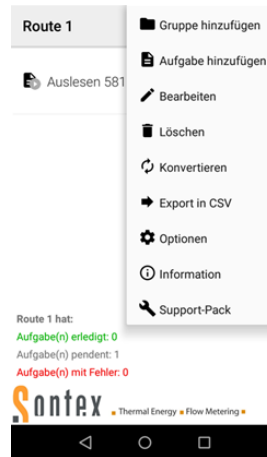 Route 1
Auslesen 581
Gruppe hinzufügen
Aufgabe hinzufügen
Bearbeiten
Löschen
Konvertieren
Export in CSV
Optionen
Information
Support-Pack
Route 1 hat:
Aufgabe(n) erledigt: 0
Aufgabe(n) pendent: 1
Aufgabe(n) mit Fehler: 0
Sontex Thermal Energy Flow Metering